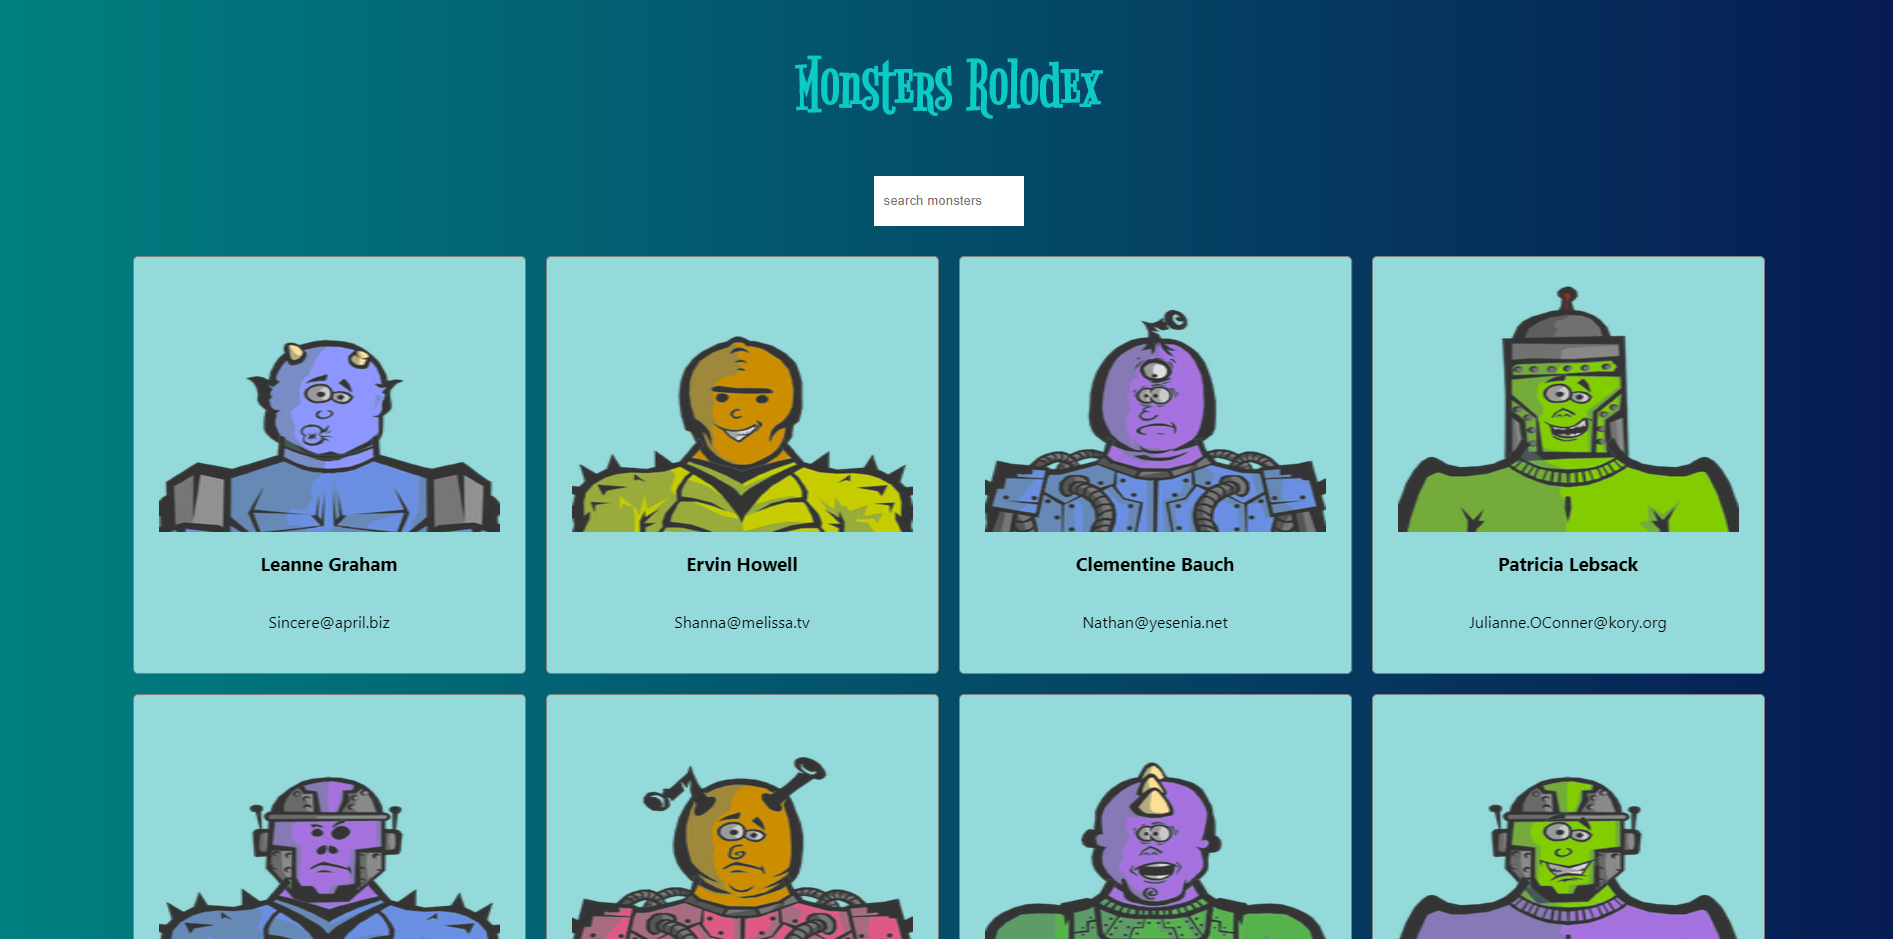 Monsters Rolodex
search monsters
Leanne Graham
Ervin Howell
Clementine Bauch
Patricia Lebsack
Sincere@april.biz
Shanna@melissa.tv
Nathan@yesenia.net
Julianne.OConner@kory.org